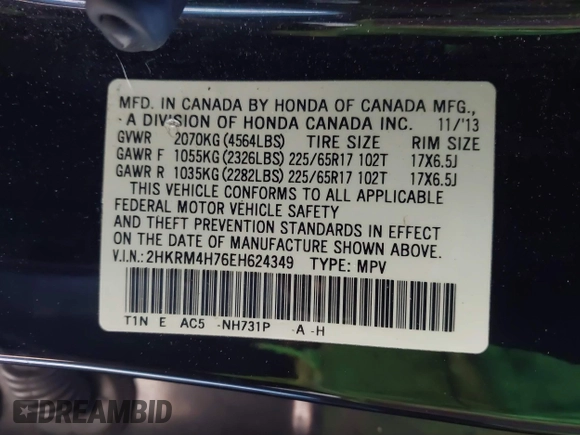 MFD. IN CANADA BY HONDA OF CANADA MFG.,
A DIVISION OF HONDA CANADA INC. 11/'13
GVWR 2070KG (4564LBS) TIRE SIZE RIM SIZE
GAWR F 1055KG (2326LBS) 225/65R17 102T 17X6.5J
GAWR R 1035KG (2282LBS) 225/65R17 102T 17X6.5J
THIS VEHICLE CONFORMS TO ALL APPLICABLE
FEDERAL MOTOR VEHICLE SAFETY
AND THEFT PREVENTION STANDARDS IN EFFECT
ON THE DATE OF MANUFACTURE SHOWN ABOVE.
V.I.N.: 2HKRM4H76EH624349 TYPE: MPV
T1N E AC5 -NH731P -A -H
DREAMBID